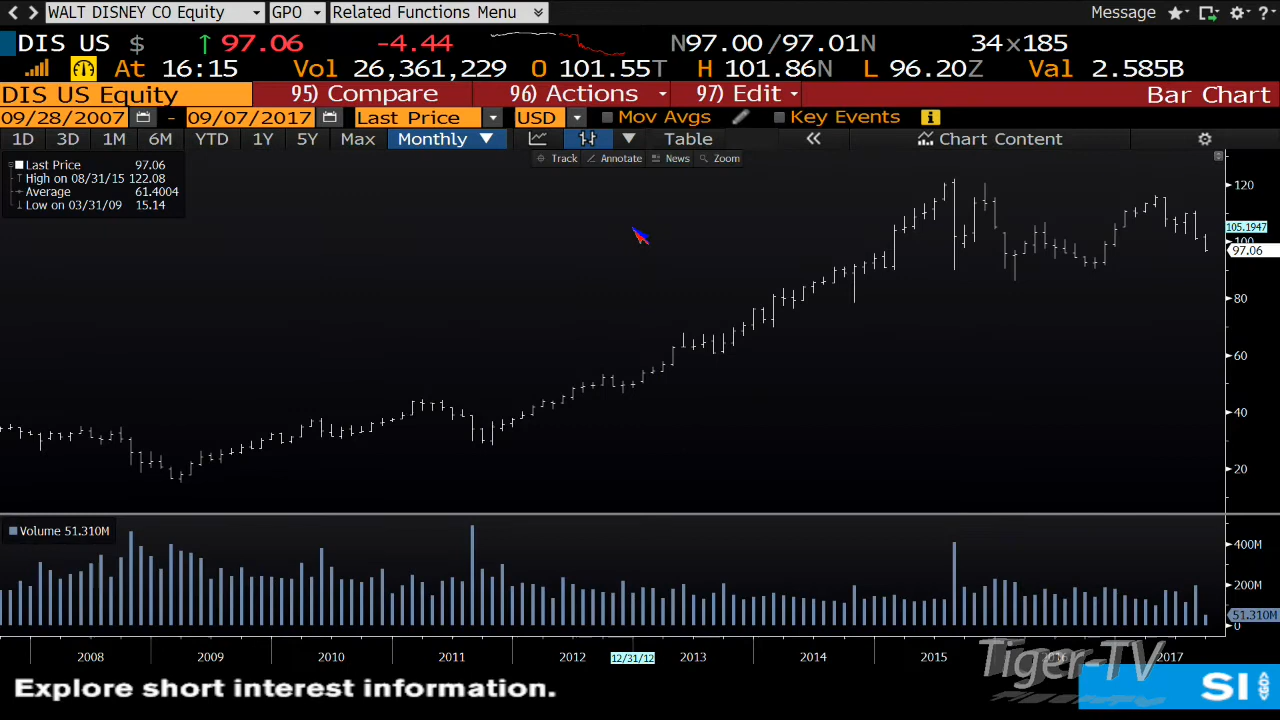 WALT DISNEY CO Equity GPO Related Functions Menu Message ?
DIS US $ ↑ 97.06 -4.44 N97.00 /97.01N 34x185
At 16:15 Vol 26,361,229 O 101.55T H 101.86N L 96.20Z Val 2.585B
DIS US Equity 95) Compare 96) Actions 97) Edit Bar Chart
09/28/2007 - 09/07/2017 Last Price USD Mov Avgs Key Events i
1D 3D 1M 6M YTD 1Y 5Y Max Monthly ▼ Table « Chart Content
Track Annotate News Zoom
Last Price 97.06
High on 08/31/15 122.08
Average 61.4004
Low on 03/31/09 15.14
120
105.1947
100
97.06
80
60
40
20
Volume 51.310M
400M
200M
51.310M
0
2008 2009 2010 2011 2012 12/31/12 2013 2014 2015 2016 2017
Tiger-TV
Explore short interest information.
SI